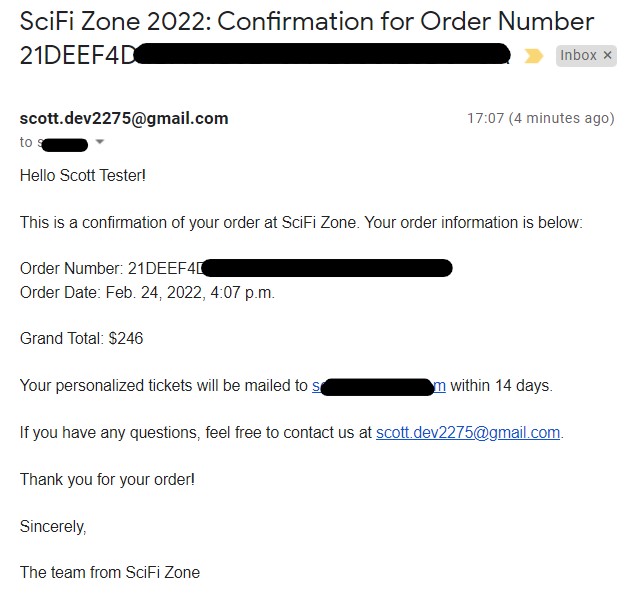 SciFi Zone 2022: Confirmation for Order Number
21DEEF4D
Inbox ×
scott.dev2275@gmail.com
17:07 (4 minutes ago)
to s
Hello Scott Tester!
This is a confirmation of your order at SciFi Zone. Your order information is below:
Order Number: 21DEEF4D
Order Date: Feb. 24, 2022, 4:07 p.m.
Grand Total: $246
Your personalized tickets will be mailed to s m within 14 days.
If you have any questions, feel free to contact us at scott.dev2275@gmail.com.
Thank you for your order!
Sincerely,
The team from SciFi Zone